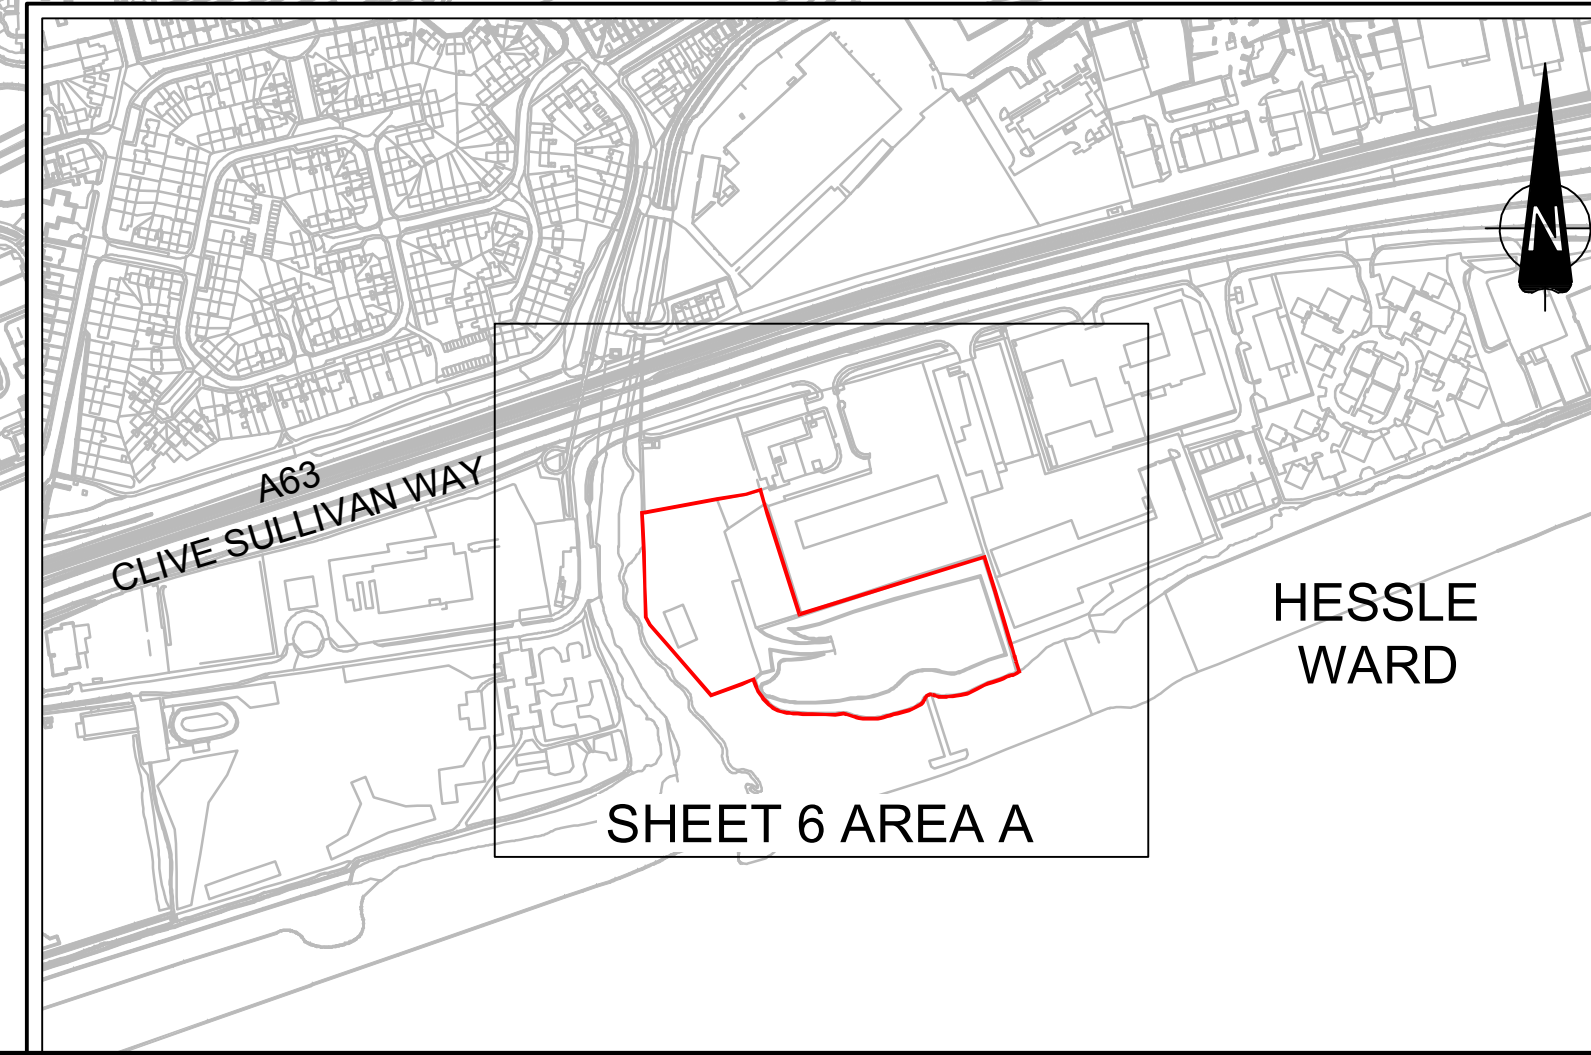 N
A63
CLIVE SULLIVAN WAY
HESSLE
WARD
SHEET 6 AREA A